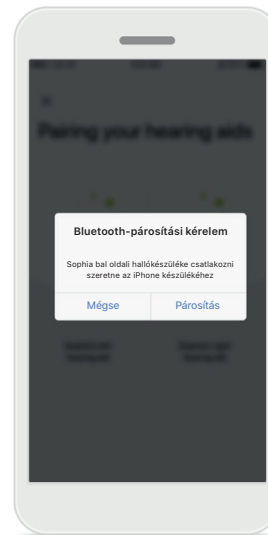 Pairing your hearing aids
Bluetooth-párosítási kérelem
Sophia bal oldali hallókészüléke csatlakozni
szeretne az iPhone készülékéhez
Mégse
Párosítás